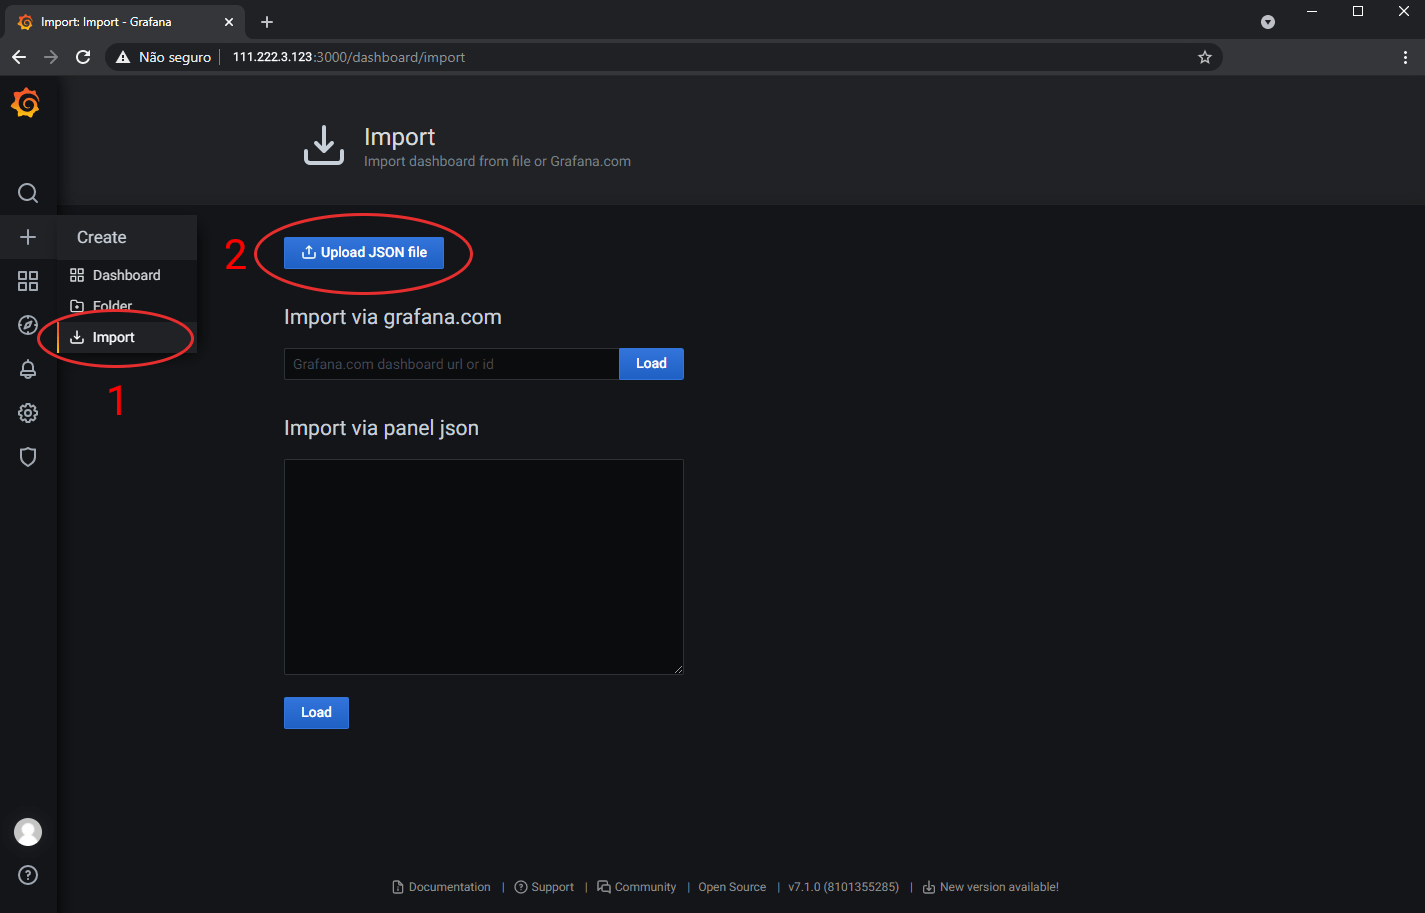 Import: Import - Grafana
Não seguro 111.222.3.123:3000/dashboard/import
Import
Import dashboard from file or Grafana.com
Create
Dashboard
Folder
Import
1
2
Upload JSON file
Import via grafana.com
Grafana.com dashboard url or id
Load
Import via panel json
Load
Documentation | Support | Community | Open Source | v7.1.0 (8101355285) | New version available!